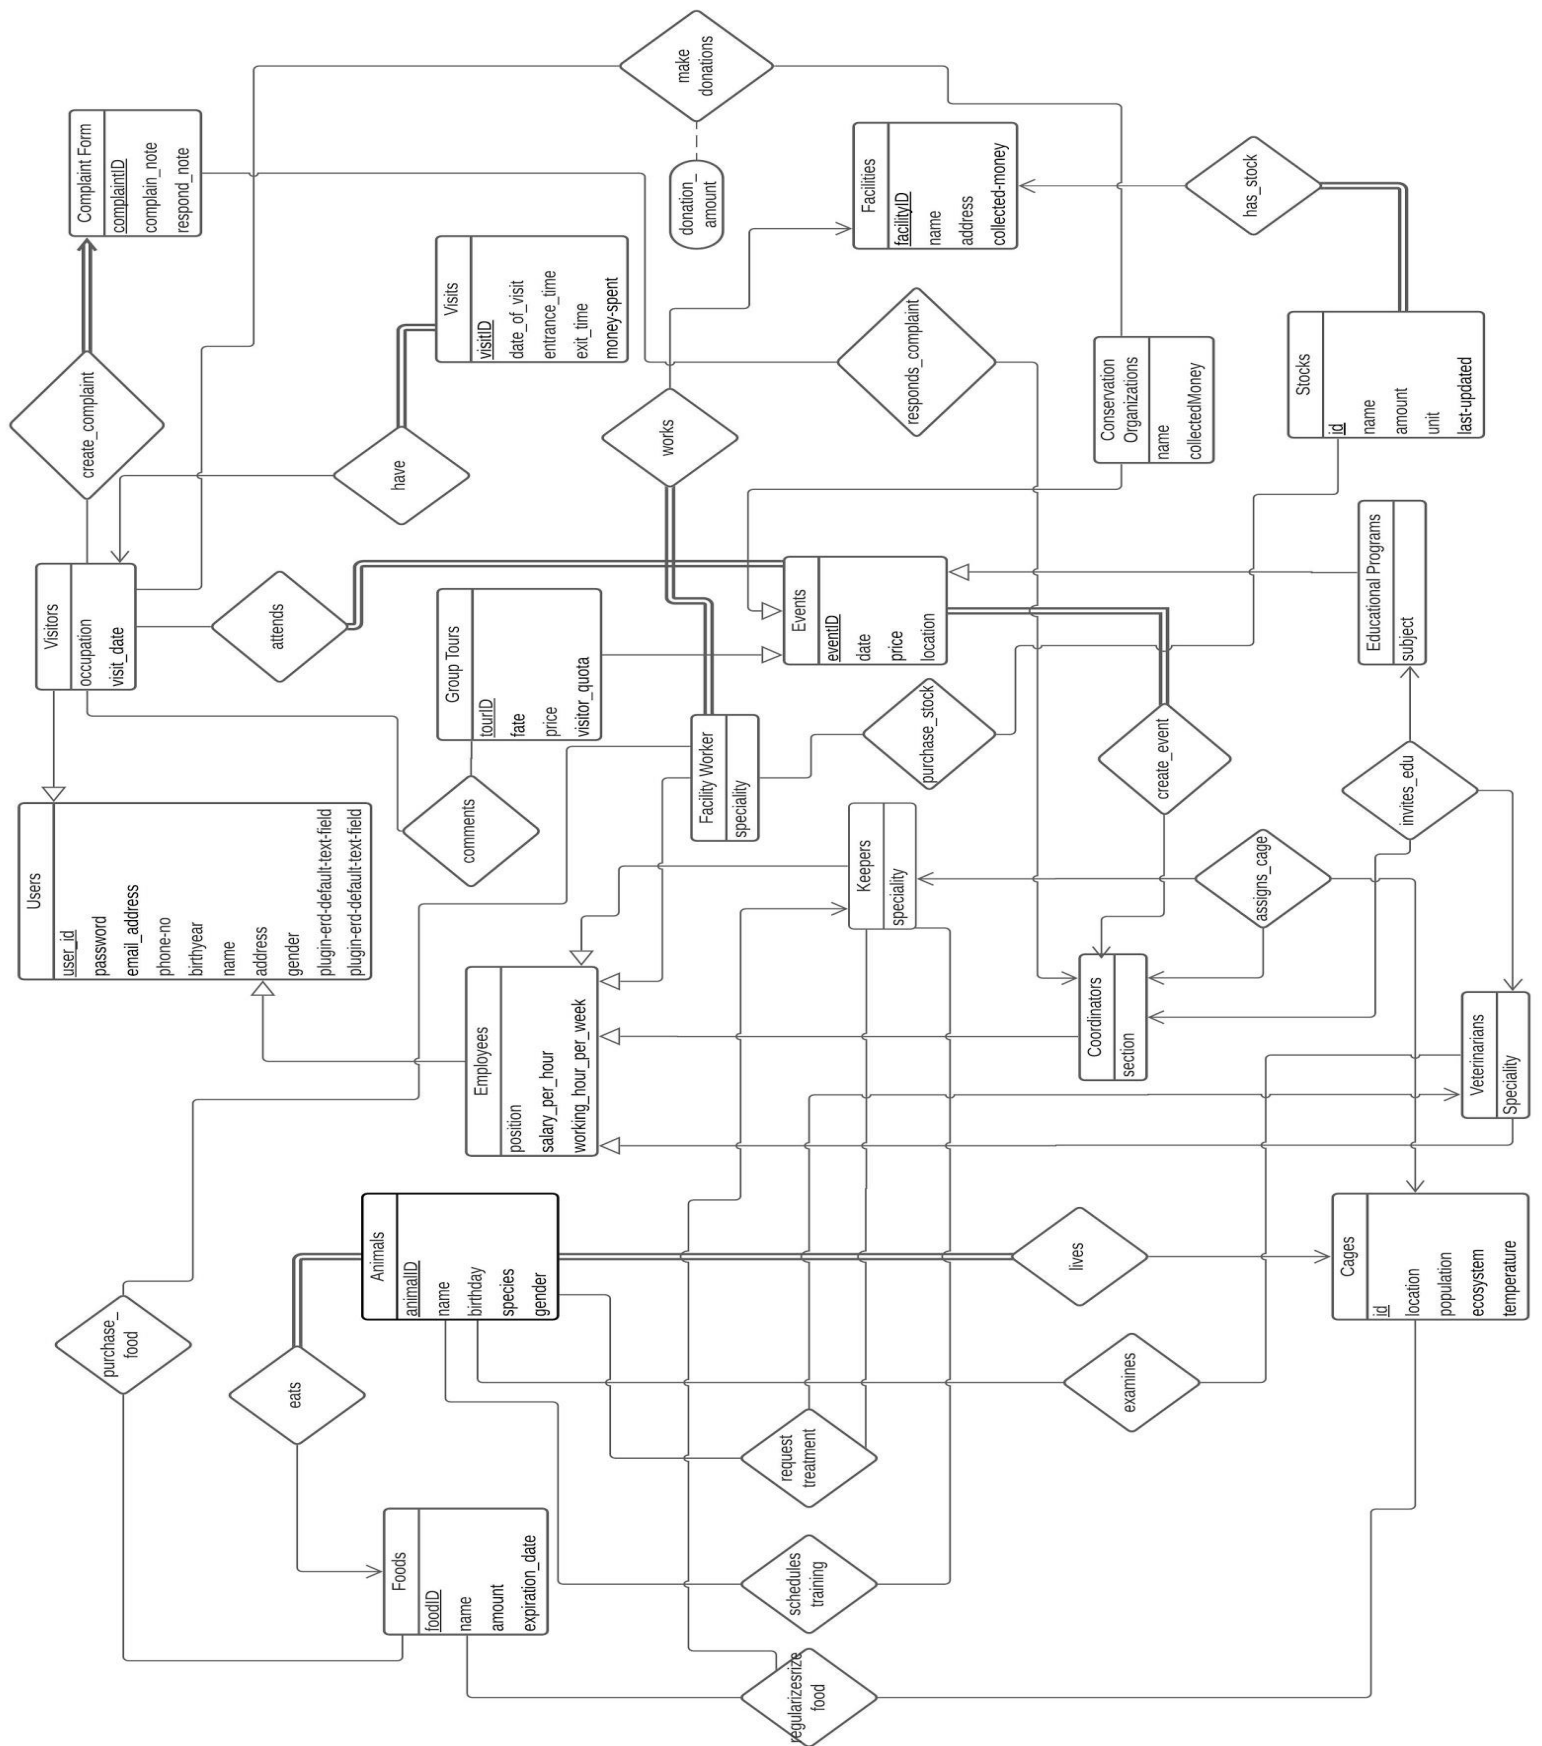 Complaint Form
complaintID
complain_note
respond_note
create_complaint
Visitors
occupation
visit_date
Users
user_id
password
email_address
phone-no
birthyear
name
address
gender
plugin-erd-default-text-field
plugin-erd-default-text-field
purchase_
food
make
donations
donation_
amount
Visits
visitID
date_of_visit
entrance_time
exit_time
money-spent
have
attends
Group Tours
tourID
fate
price
visitor_quota
comments
Employees
position
salary_per_hour
working_hour_per_week
Animals
animalID
name
birthday
species
gender
eats
Foods
foodID
name
amount
expiration_date
works
Facility Worker
speciality
Facilities
facilityID
name
address
collected-money
responds_complaint
Events
eventID
date
price
location
purchase_stock
Keepers
speciality
request
treatment
schedules
training
regularizesrize
food
Conservation
Organizations
name
collectedMoney
create_event
Coordinators
section
lives
examines
has_stock
Stocks
id
name
amount
unit
last-updated
Educational Programs
subject
invites_edu
assigns_cage
Veterinarians
Speciality
Cages
id
location
population
ecosystem
temperature